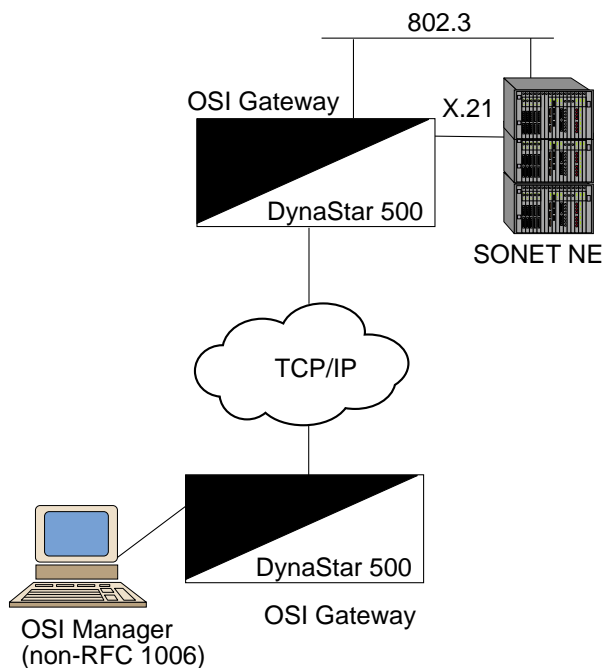 802.3
OSI Gateway
X.21
DynaStar 500
SONET NE
TCP/IP
DynaStar 500
OSI Gateway
OSI Manager
(non-RFC 1006)